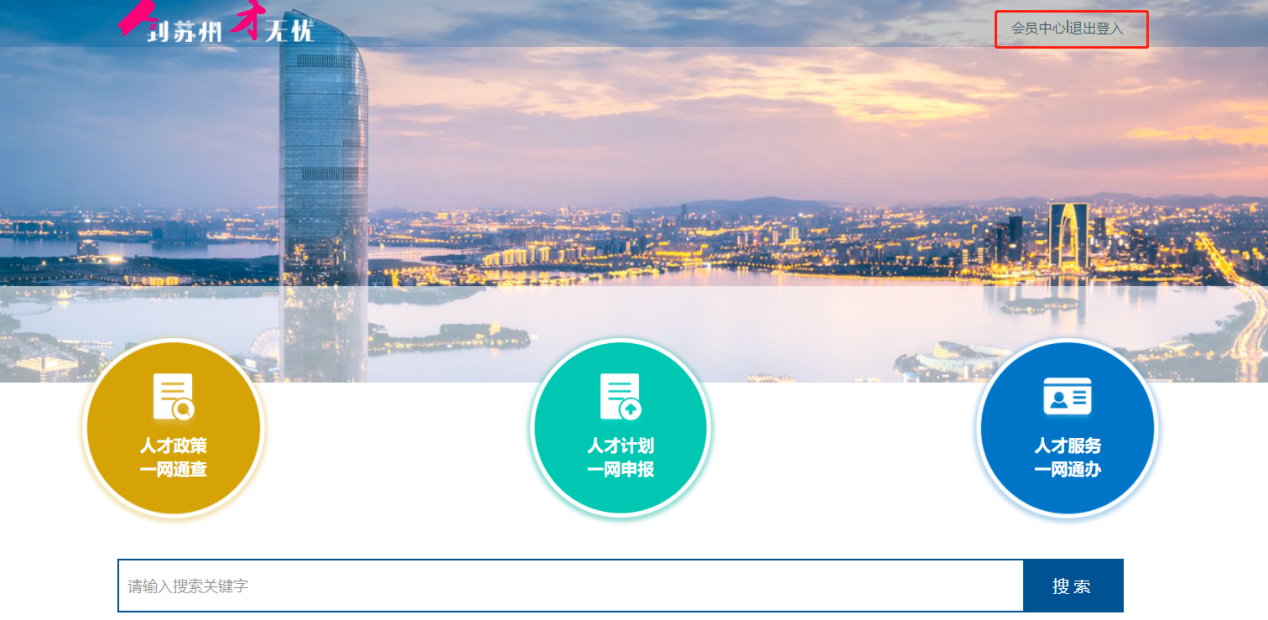 人到苏州才无忧
会员中心|退出登入
人才政策
一网通查
人才计划
一网申报
人才服务
一网通办
请输入搜索关键字
搜索